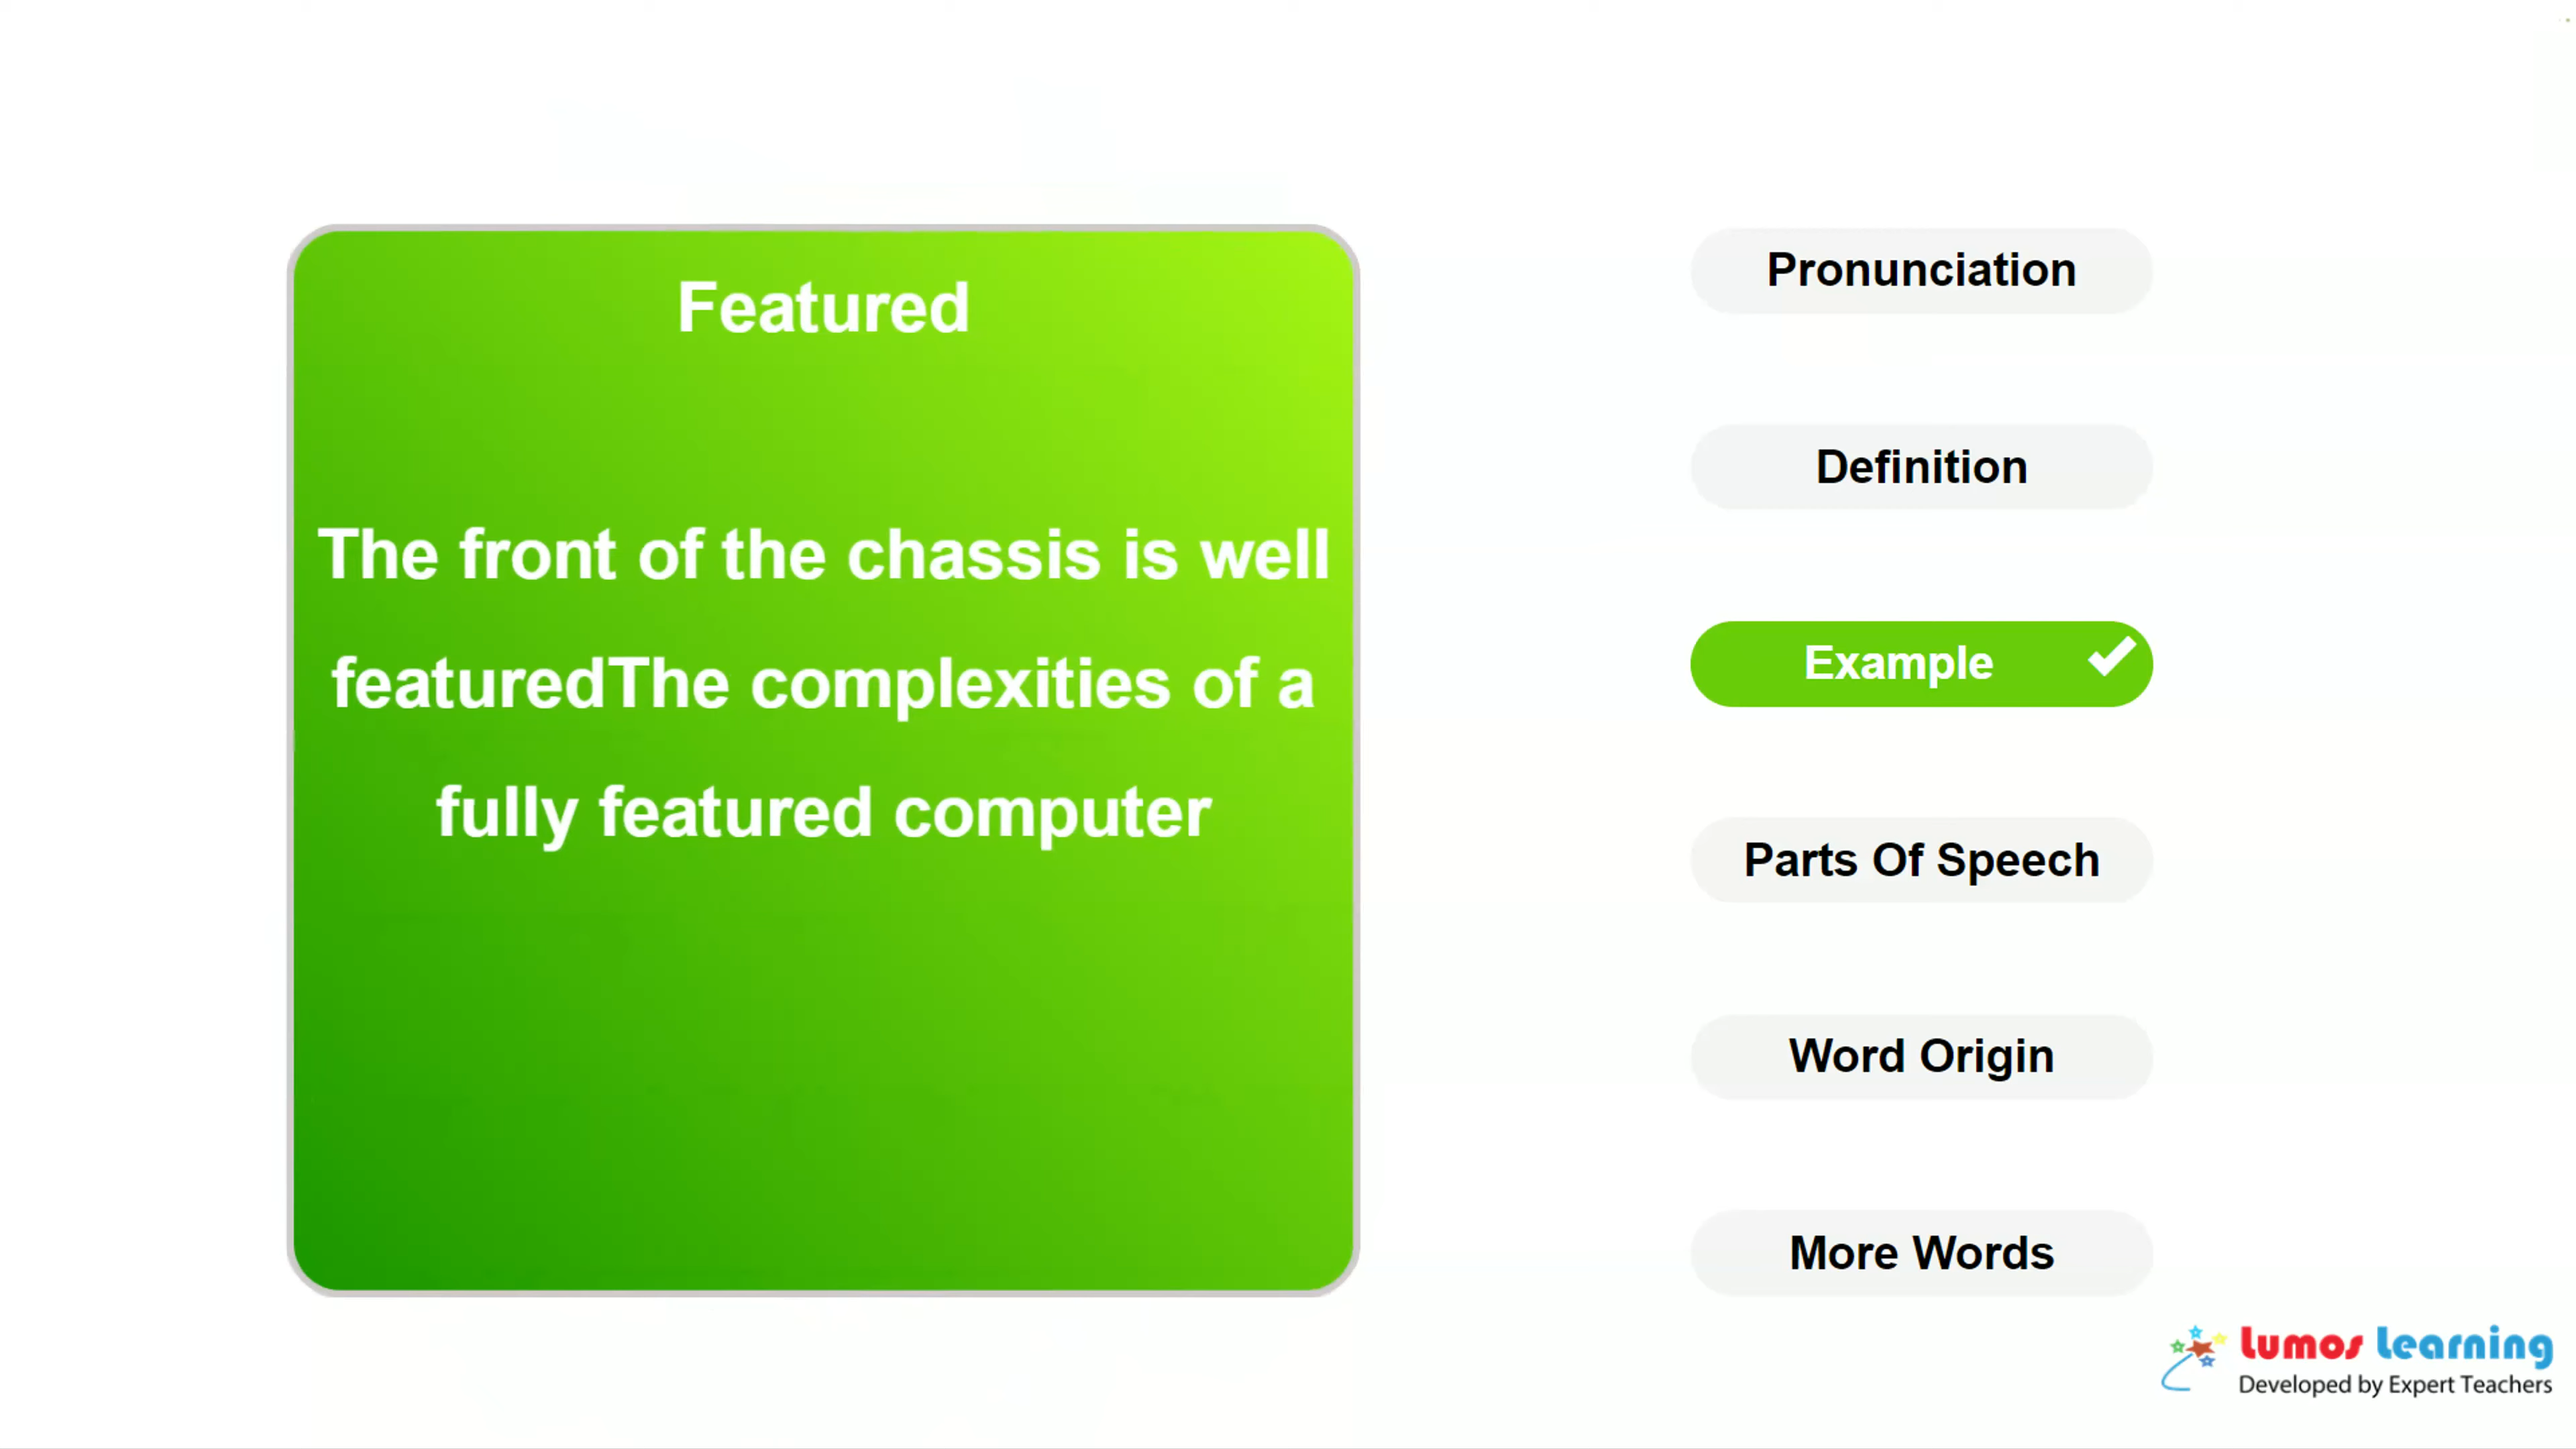 Featured
The front of the chassis is well
featuredThe complexities of a
fully featured computer
Pronunciation
Definition
Example
Parts Of Speech
Word Origin
More Words
Lumos Learning
Developed by Expert Teachers